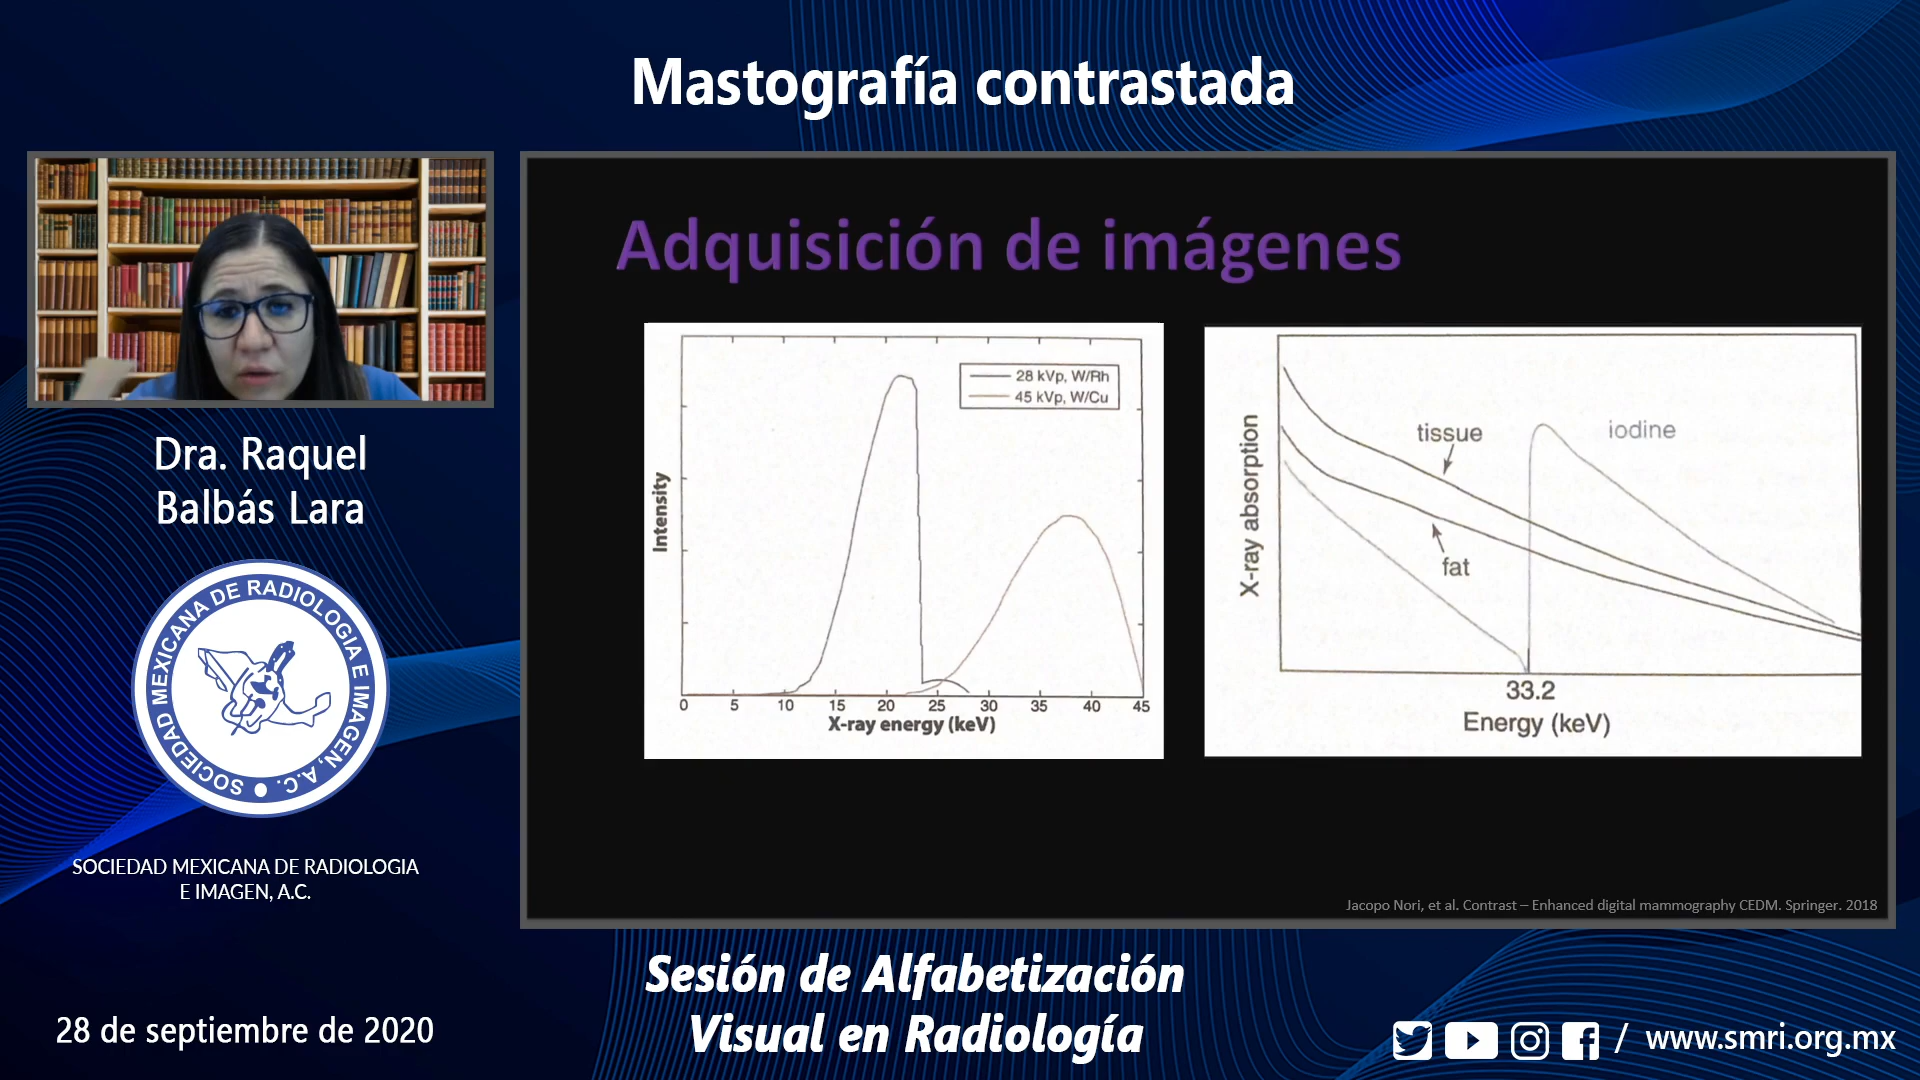 Mastografía contrastada
Dra. Raquel
Balbás Lara
SOCIEDAD MEXICANA DE RADIOLOGIA E IMAGEN, A.C.
SOCIEDAD MEXICANA DE RADIOLOGIA
E IMAGEN, A.C.
28 de septiembre de 2020
Adquisición de imágenes
28 kVp, W/Rh
45 kVp, W/Cu
Intensity
0 5 10 15 20 25 30 35 40 45
X-ray energy (keV)
X-ray absorption
tissue
iodine
fat
33.2
Energy (keV)
Jacopo Nori, et al. Contrast – Enhanced digital mammography CEDM. Springer. 2018
Sesión de Alfabetización
Visual en Radiología
/ www.smri.org.mx